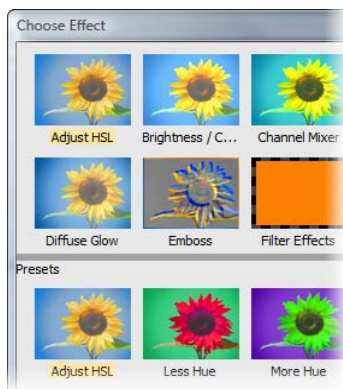 Choose Effect
Adjust HSL Brightness / C... Channel Mixer
Diffuse Glow Emboss Filter Effects
Presets
Adjust HSL Less Hue More Hue